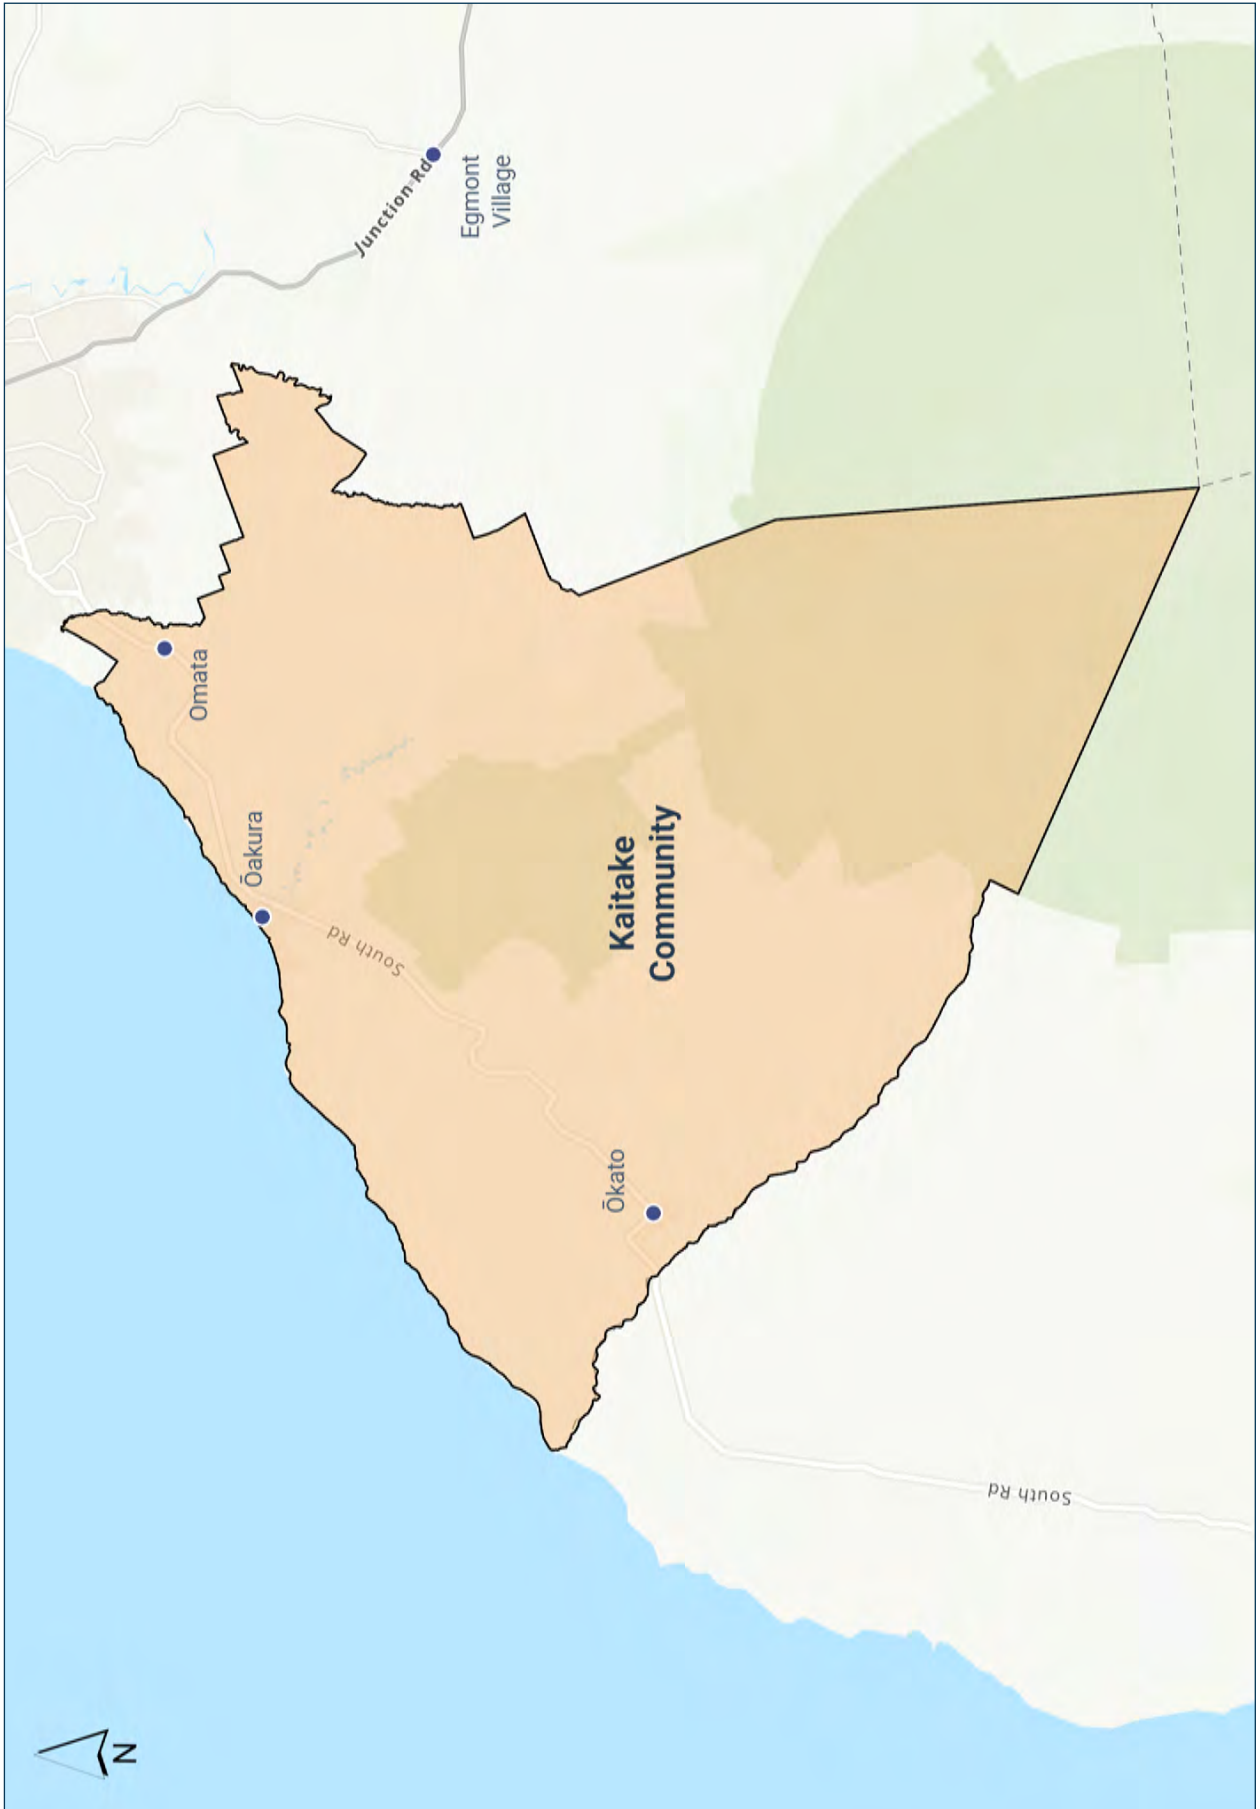 Junction Rd
Egmont
Village
Omata
Ōakura
South Rd
Kaitake
Community
Ōkato
South Rd
N